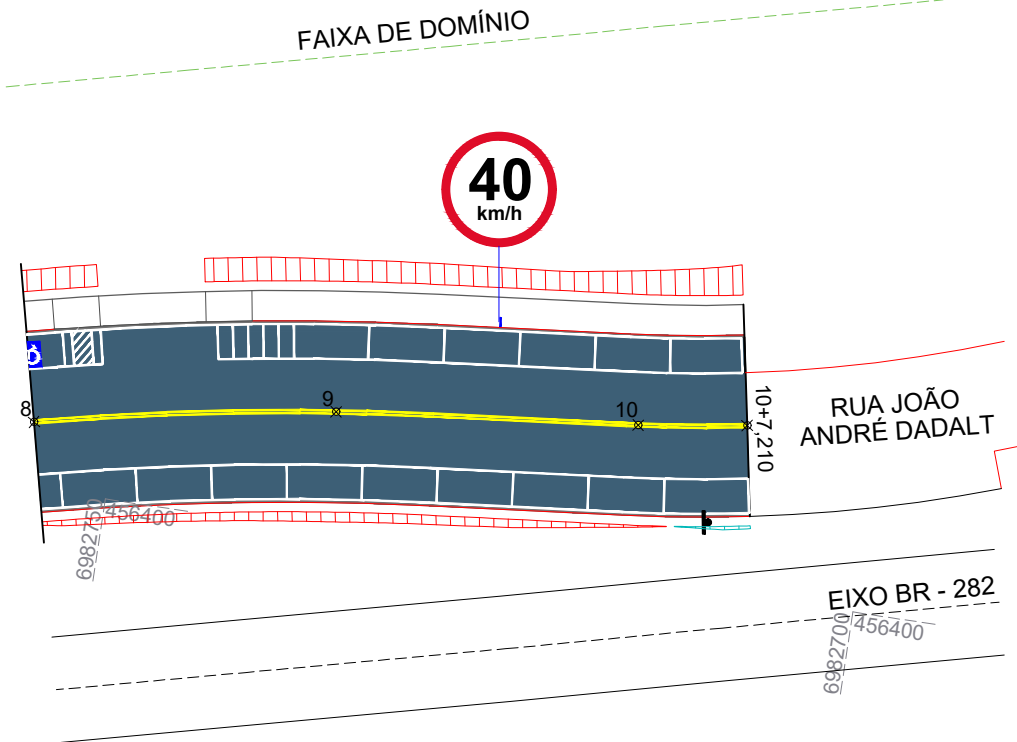 FAIXA DE DOMÍNIO
40
km/h
8
9
10
10+7,210
RUA JOÃO
ANDRÉ DADALT
6982750
456400
EIXO BR - 282
6982700
456400